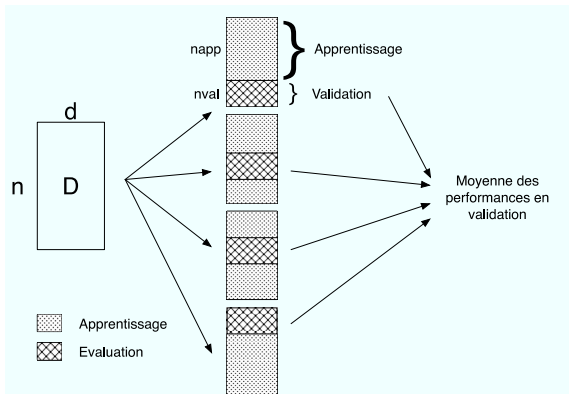 napp
Apprentissage
nval
Validation
d
n
D
Moyenne des
performances en
validation
Apprentissage
Evaluation